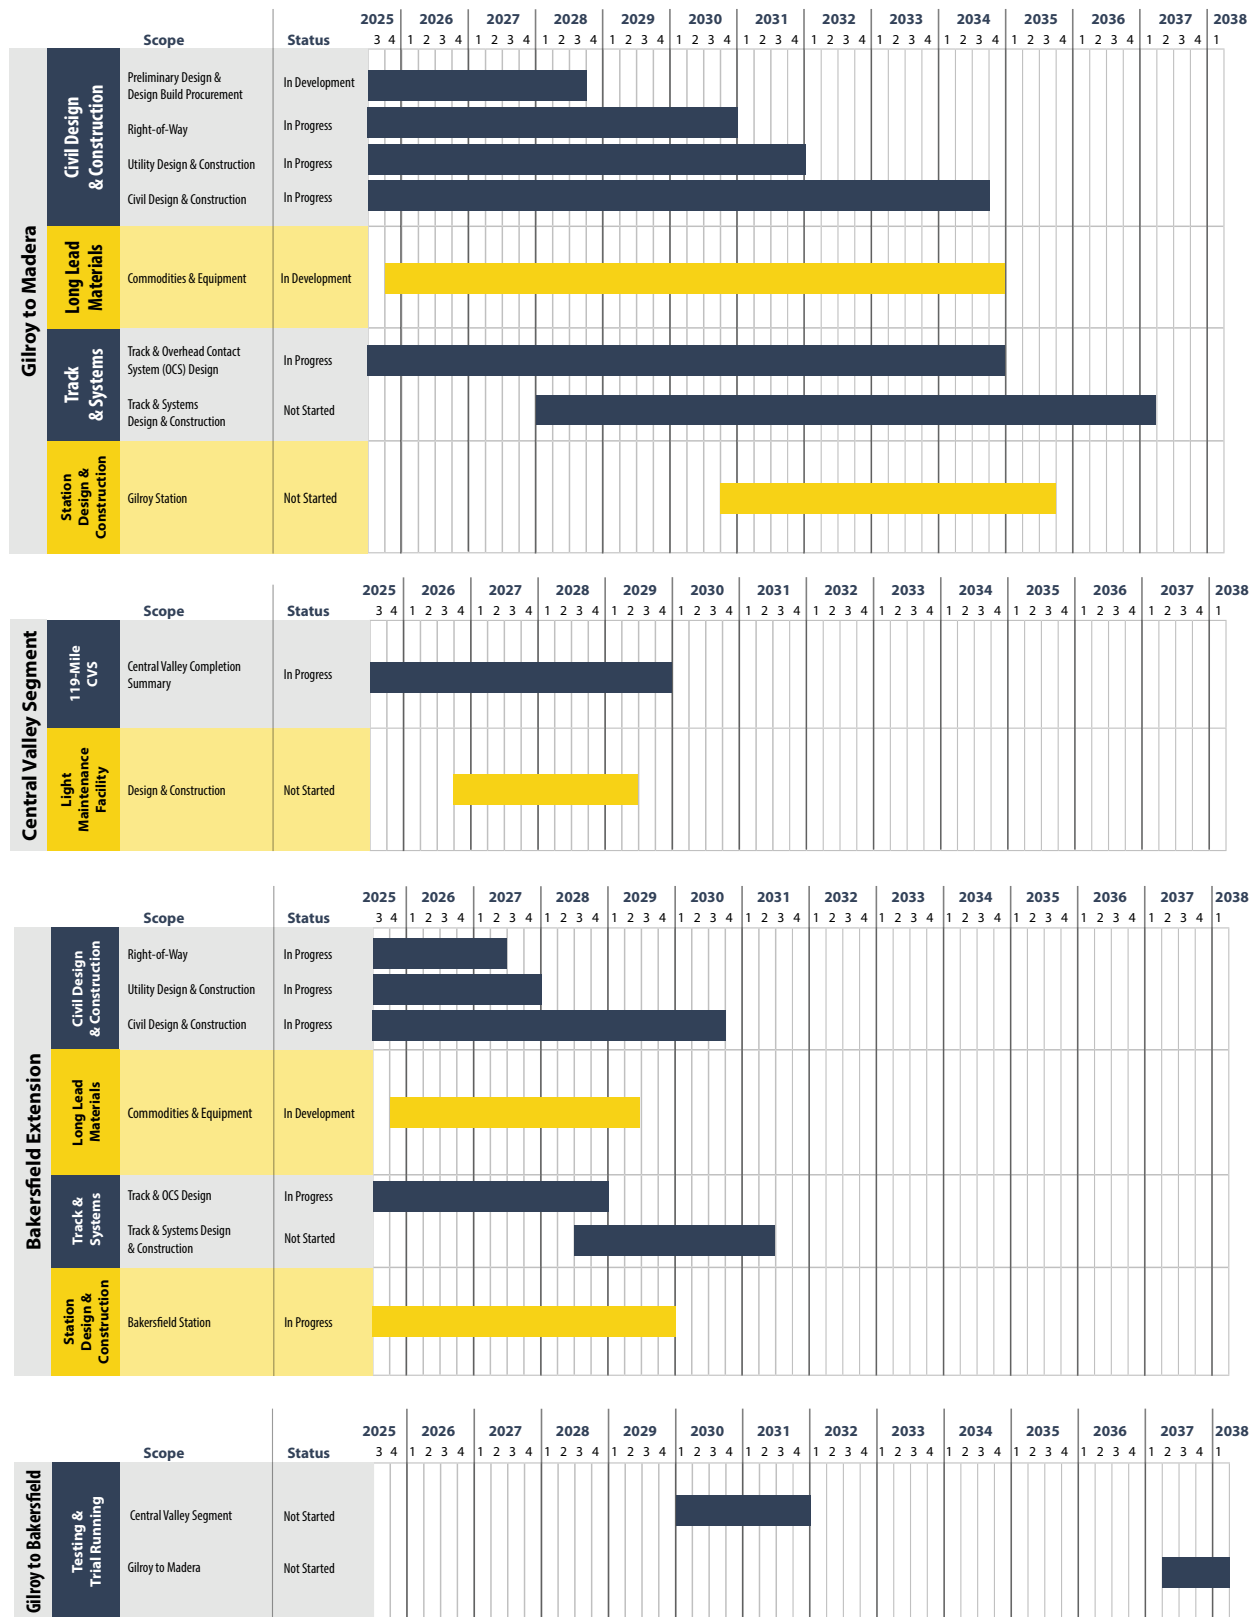 2025 2026 2027 2028 2029 2030 2031 2032 2033 2034 2035 2036 2037 2038
Scope Status 3 4 1 2 3 4 1 2 3 4 1 2 3 4 1 2 3 4 1 2 3 4 1 2 3 4 1 2 3 4 1 2 3 4 1 2 3 4 1 2 3 4 1 2 3 4 1 2 3 4 1
Gilroy to Madera
Civil Design
& Construction
Preliminary Design &
Design Build Procurement
In Development
Right-of-Way In Progress
Utility Design & Construction In Progress
Civil Design & Construction In Progress
Long Lead
Materials
Commodities & Equipment In Development
Track
& Systems
Track & Overhead Contact
System (OCS) Design
In Progress
Track & Systems
Design & Construction
Not Started
Station
Design &
Construction
Gilroy Station Not Started
2025 2026 2027 2028 2029 2030 2031 2032 2033 2034 2035 2036 2037 2038
Scope Status 3 4 1 2 3 4 1 2 3 4 1 2 3 4 1 2 3 4 1 2 3 4 1 2 3 4 1 2 3 4 1 2 3 4 1 2 3 4 1 2 3 4 1 2 3 4 1 2 3 4 1
Central Valley Segment
119-Mile
CVS
Central Valley Completion
Summary
In Progress
Light
Maintenance
Facility
Design & Construction Not Started
2025 2026 2027 2028 2029 2030 2031 2032 2033 2034 2035 2036 2037 2038
Scope Status 3 4 1 2 3 4 1 2 3 4 1 2 3 4 1 2 3 4 1 2 3 4 1 2 3 4 1 2 3 4 1 2 3 4 1 2 3 4 1 2 3 4 1 2 3 4 1 2 3 4 1
Bakersfield Extension
Civil Design
& Construction
Right-of-Way In Progress
Utility Design & Construction In Progress
Civil Design & Construction In Progress
Long Lead
Materials
Commodities & Equipment In Development
Track &
Systems
Track & OCS Design In Progress
Track & Systems Design
& Construction
Not Started
Station
Design &
Construction
Bakersfield Station In Progress
2025 2026 2027 2028 2029 2030 2031 2032 2033 2034 2035 2036 2037 2038
Scope Status 3 4 1 2 3 4 1 2 3 4 1 2 3 4 1 2 3 4 1 2 3 4 1 2 3 4 1 2 3 4 1 2 3 4 1 2 3 4 1 2 3 4 1 2 3 4 1 2 3 4 1
Gilroy to Bakersfield
Testing &
Trial Running
Central Valley Segment Not Started
Gilroy to Madera Not Started